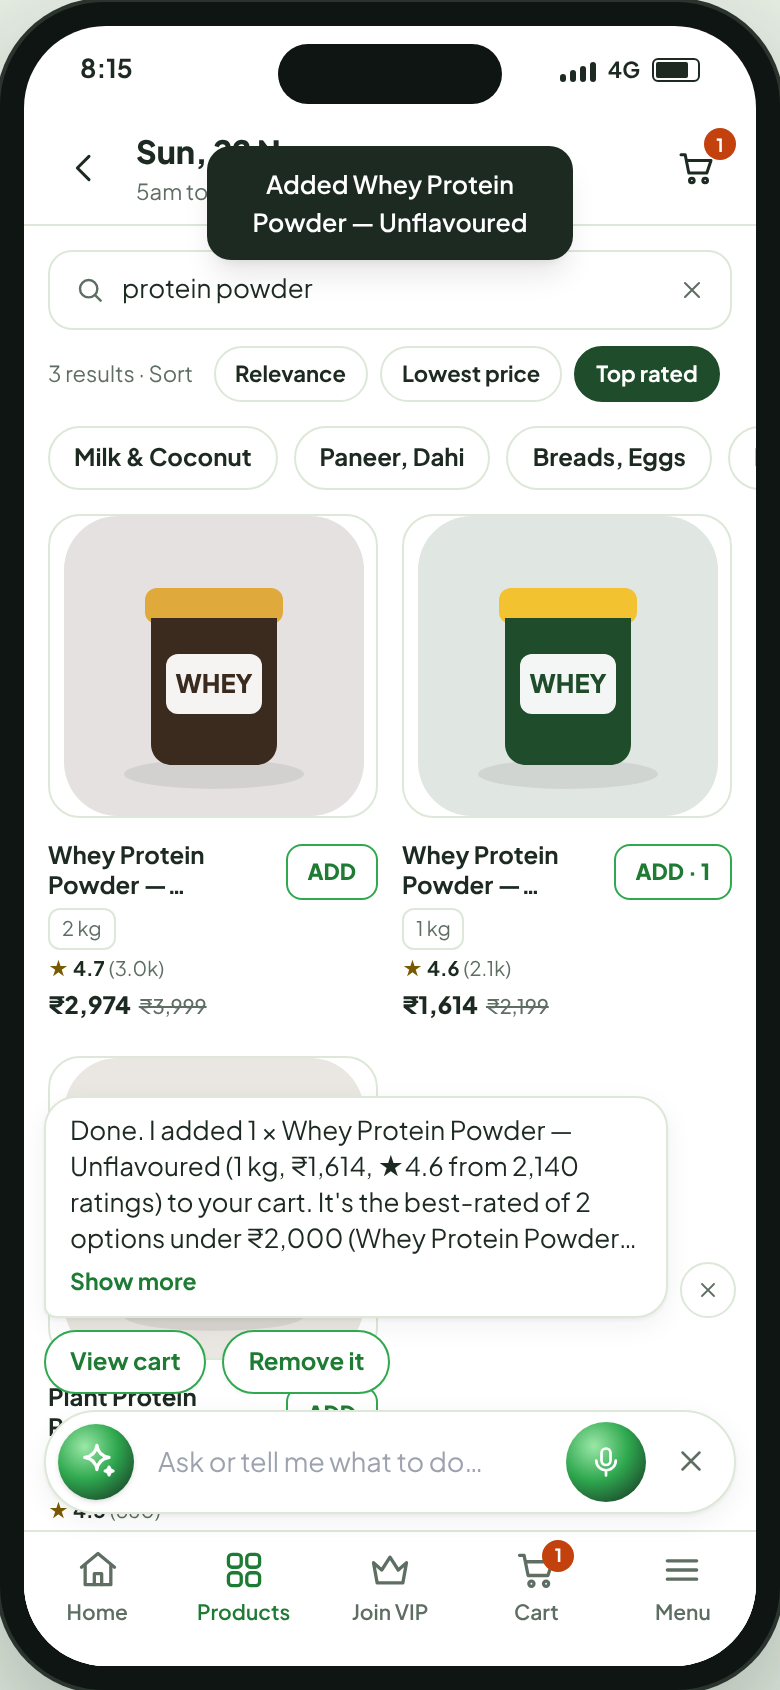 8:15
4G
Sun,
5am to
1
Added Whey Protein
Powder — Unflavoured
protein powder
3 results · Sort
Relevance
Lowest price
Top rated
Milk & Coconut
Paneer, Dahi
Breads, Eggs
WHEY
WHEY
Whey Protein
Powder — …
ADD
2 kg
★ 4.7 (3.0k)
₹2,974 ₹3,999
Whey Protein
Powder — …
ADD · 1
1 kg
★ 4.6 (2.1k)
₹1,614 ₹2,199
Done. I added 1 × Whey Protein Powder —
Unflavoured (1 kg, ₹1,614, ★4.6 from 2,140
ratings) to your cart. It's the best-rated of 2
options under ₹2,000 (Whey Protein Powder…
Show more
View cart
Remove it
Plant Protein
ADD
Ask or tell me what to do…
Home
Products
Join VIP
1
Cart
Menu